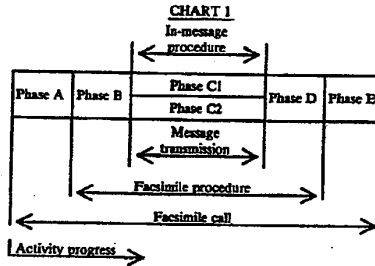 CHART 1
In-message
procedure
Phase A Phase B Phase C1 Phase D Phase E
Phase C2
Message
transmission
Facsimile procedure
Facsimile call
Activity progress